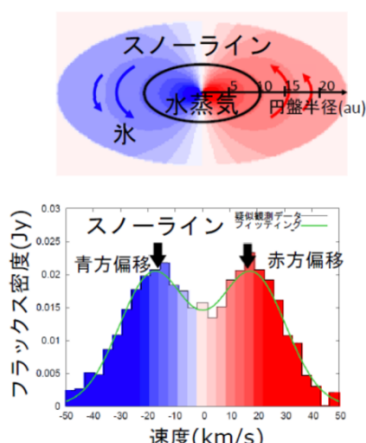 スノーライン
水蒸気
氷
5 10 15 20
円盤半径(au)
スノーライン
疑似観測データ
フィッティング
青方偏移
赤方偏移
フラックス密度(Jy)
0.03
0.025
0.02
0.015
0.01
0.005
0
-50 -40 -30 -20 -10 0 10 20 30 40 50
速度(km/s)